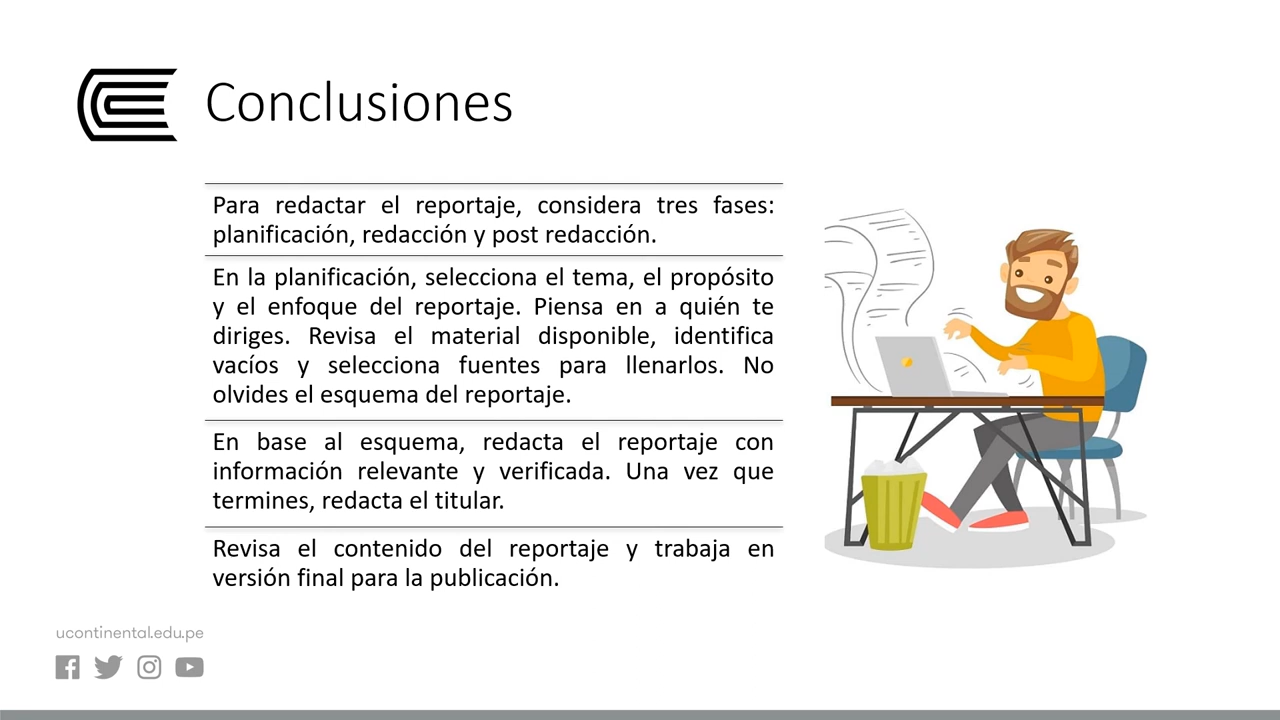 Conclusiones
Para redactar el reportaje, considera tres fases:
planificación, redacción y post redacción.
En la planificación, selecciona el tema, el propósito
y el enfoque del reportaje. Piensa en a quién te
diriges. Revisa el material disponible, identifica
vacíos y selecciona fuentes para llenarlos. No
olvides el esquema del reportaje.
En base al esquema, redacta el reportaje con
información relevante y verificada. Una vez que
termines, redacta el titular.
Revisa el contenido del reportaje y trabaja en
versión final para la publicación.
ucontinental.edu.pe